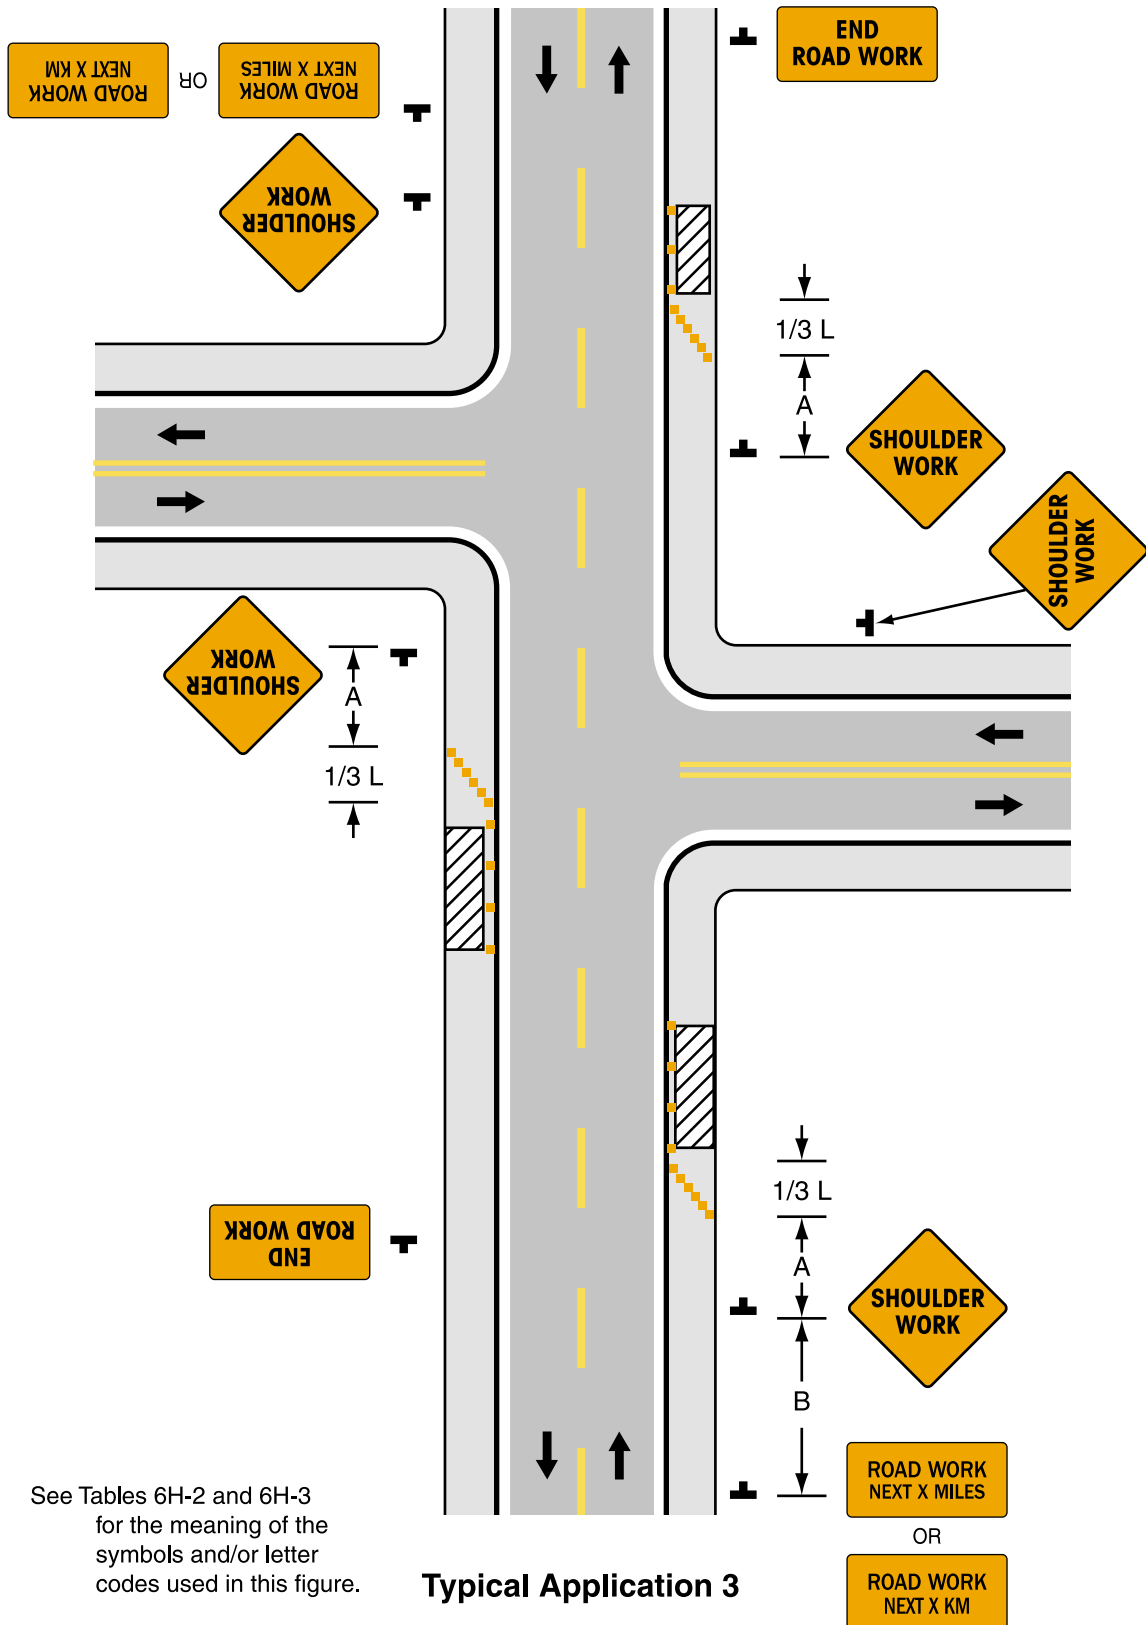 END
ROAD WORK
ROAD WORK
NEXT X KM
OR
ROAD WORK
NEXT X MILES
SHOULDER
WORK
1/3 L
A
SHOULDER
WORK
SHOULDER
WORK
SHOULDER
WORK
A
1/3 L
1/3 L
A
END
ROAD WORK
SHOULDER
WORK
B
ROAD WORK
NEXT X MILES
OR
ROAD WORK
NEXT X KM
See Tables 6H-2 and 6H-3
for the meaning of the
symbols and/or letter
codes used in this figure.
Typical Application 3